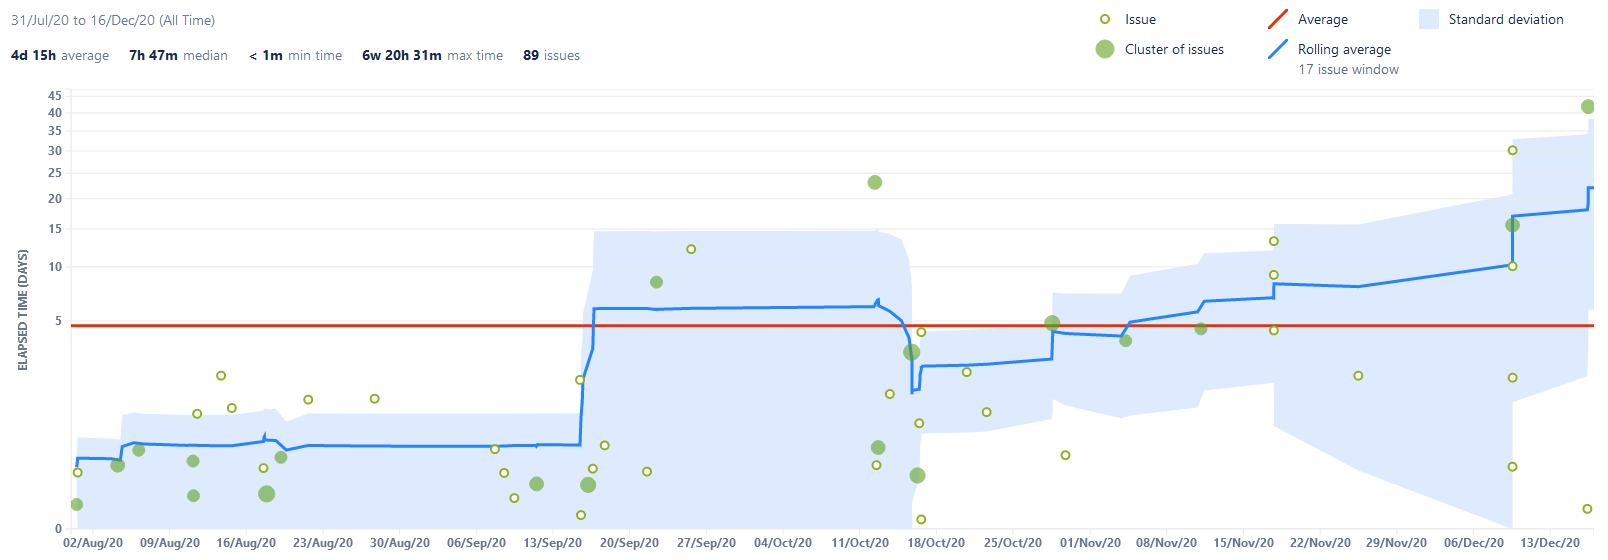 31/Jul/20 to 16/Dec/20 (All Time)
4d 15h average 7h 47m median < 1m min time 6w 20h 31m max time 89 issues
Issue
Cluster of issues
Average
Rolling average
17 issue window
Standard deviation
ELAPSED TIME (DAYS)
45
40
35
30
25
20
15
10
5
0
02/Aug/20 09/Aug/20 16/Aug/20 23/Aug/20 30/Aug/20 06/Sep/20 13/Sep/20 20/Sep/20 27/Sep/20 04/Oct/20 11/Oct/20 18/Oct/20 25/Oct/20 01/Nov/20 08/Nov/20 15/Nov/20 22/Nov/20 29/Nov/20 06/Dec/20 13/Dec/20